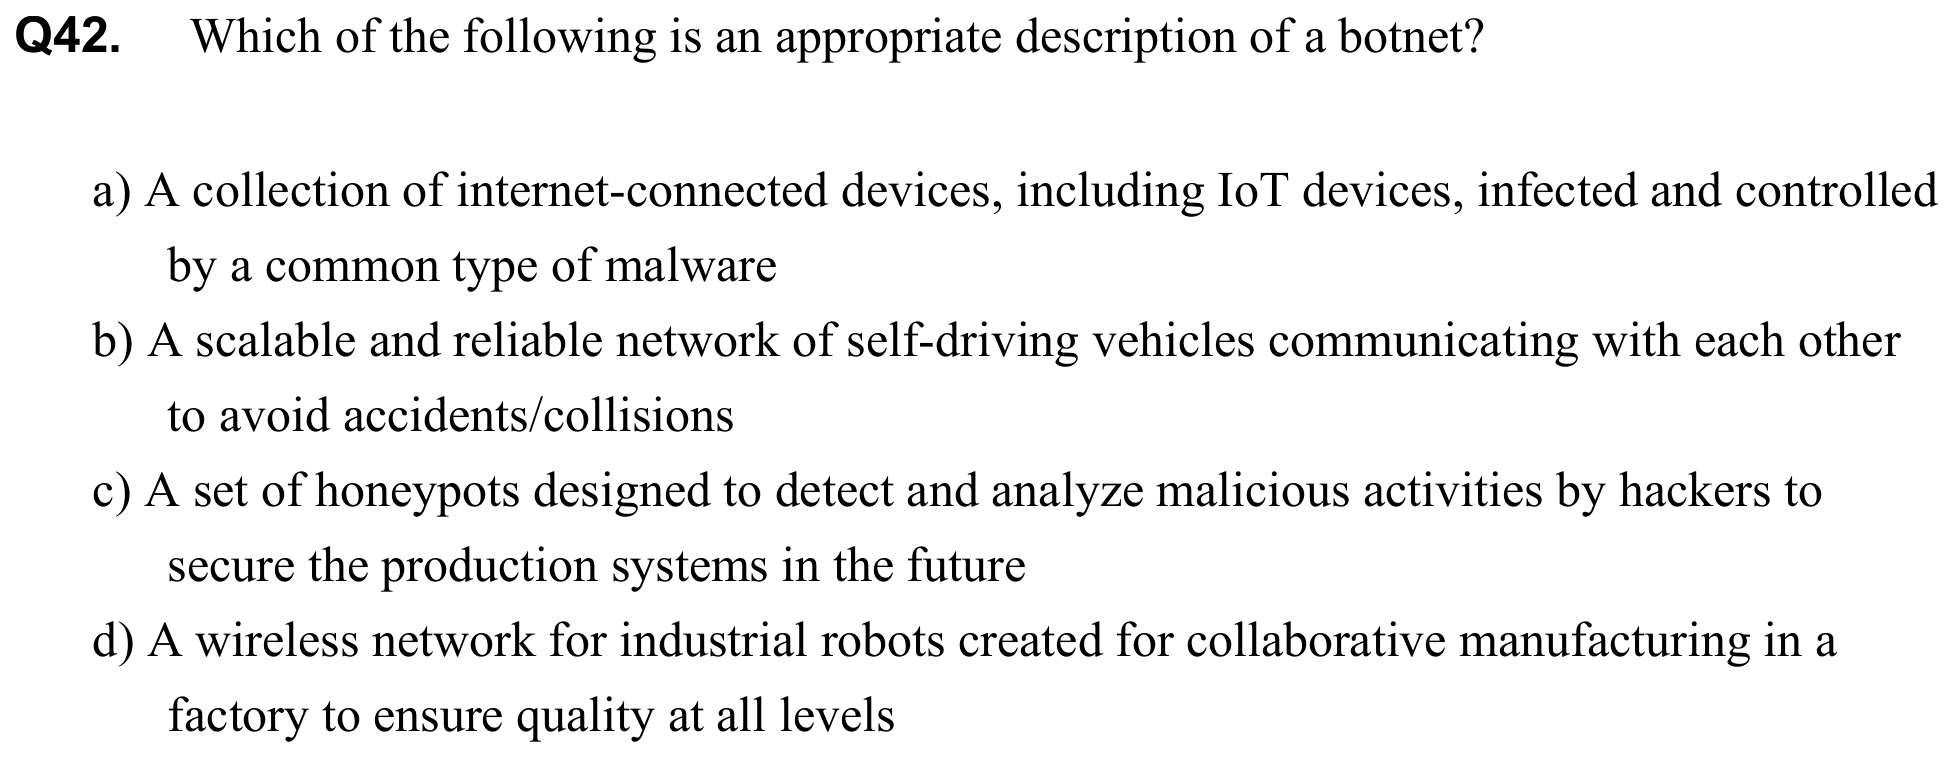 Q42. Which of the following is an appropriate description of a botnet?
a) A collection of internet-connected devices, including IoT devices, infected and controlled
by a common type of malware
b) A scalable and reliable network of self-driving vehicles communicating with each other
to avoid accidents/collisions
c) A set of honeypots designed to detect and analyze malicious activities by hackers to
secure the production systems in the future
d) A wireless network for industrial robots created for collaborative manufacturing in a
factory to ensure quality at all levels